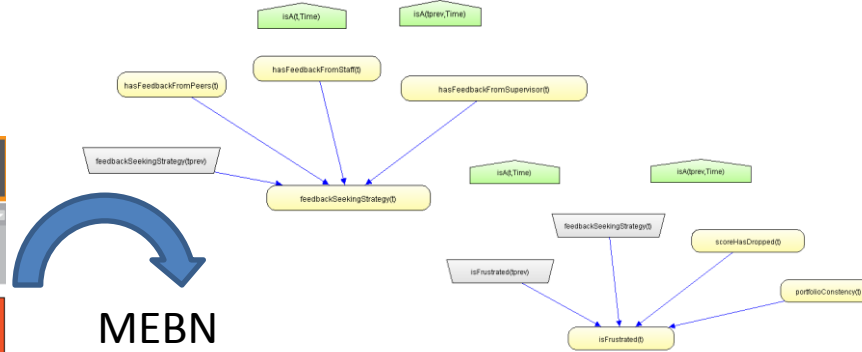 isA(t,Time)
isA(tprev,Time)
hasFeedbackFromStaff(t)
hasFeedbackFromPeers(t)
hasFeedbackFromSupervisor(t)
feedbackSeekingStrategy(tprev)
feedbackSeekingStrategy(t)
isA(t,Time)
isA(tprev,Time)
feedbackSeekingStrategy(t)
scoreHasDropped(t)
isFrustrated(tprev)
portfolioConstency(t)
isFrustrated(t)
MEBN